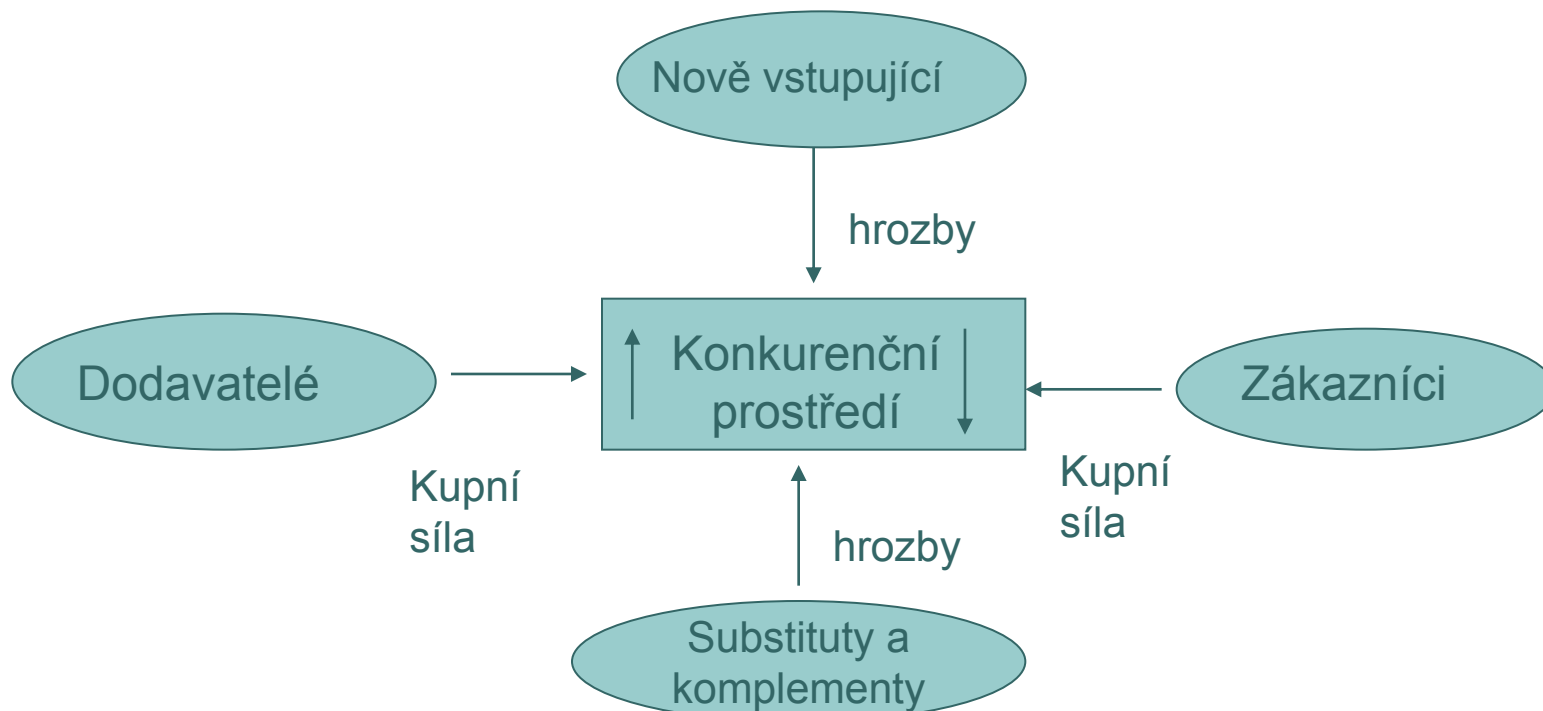 Nově vstupující
hrozby
Dodavatelé
Konkurenční
prostředí
Zákazníci
Kupní
síla
Kupní
síla
hrozby
Substituty a
komplementy